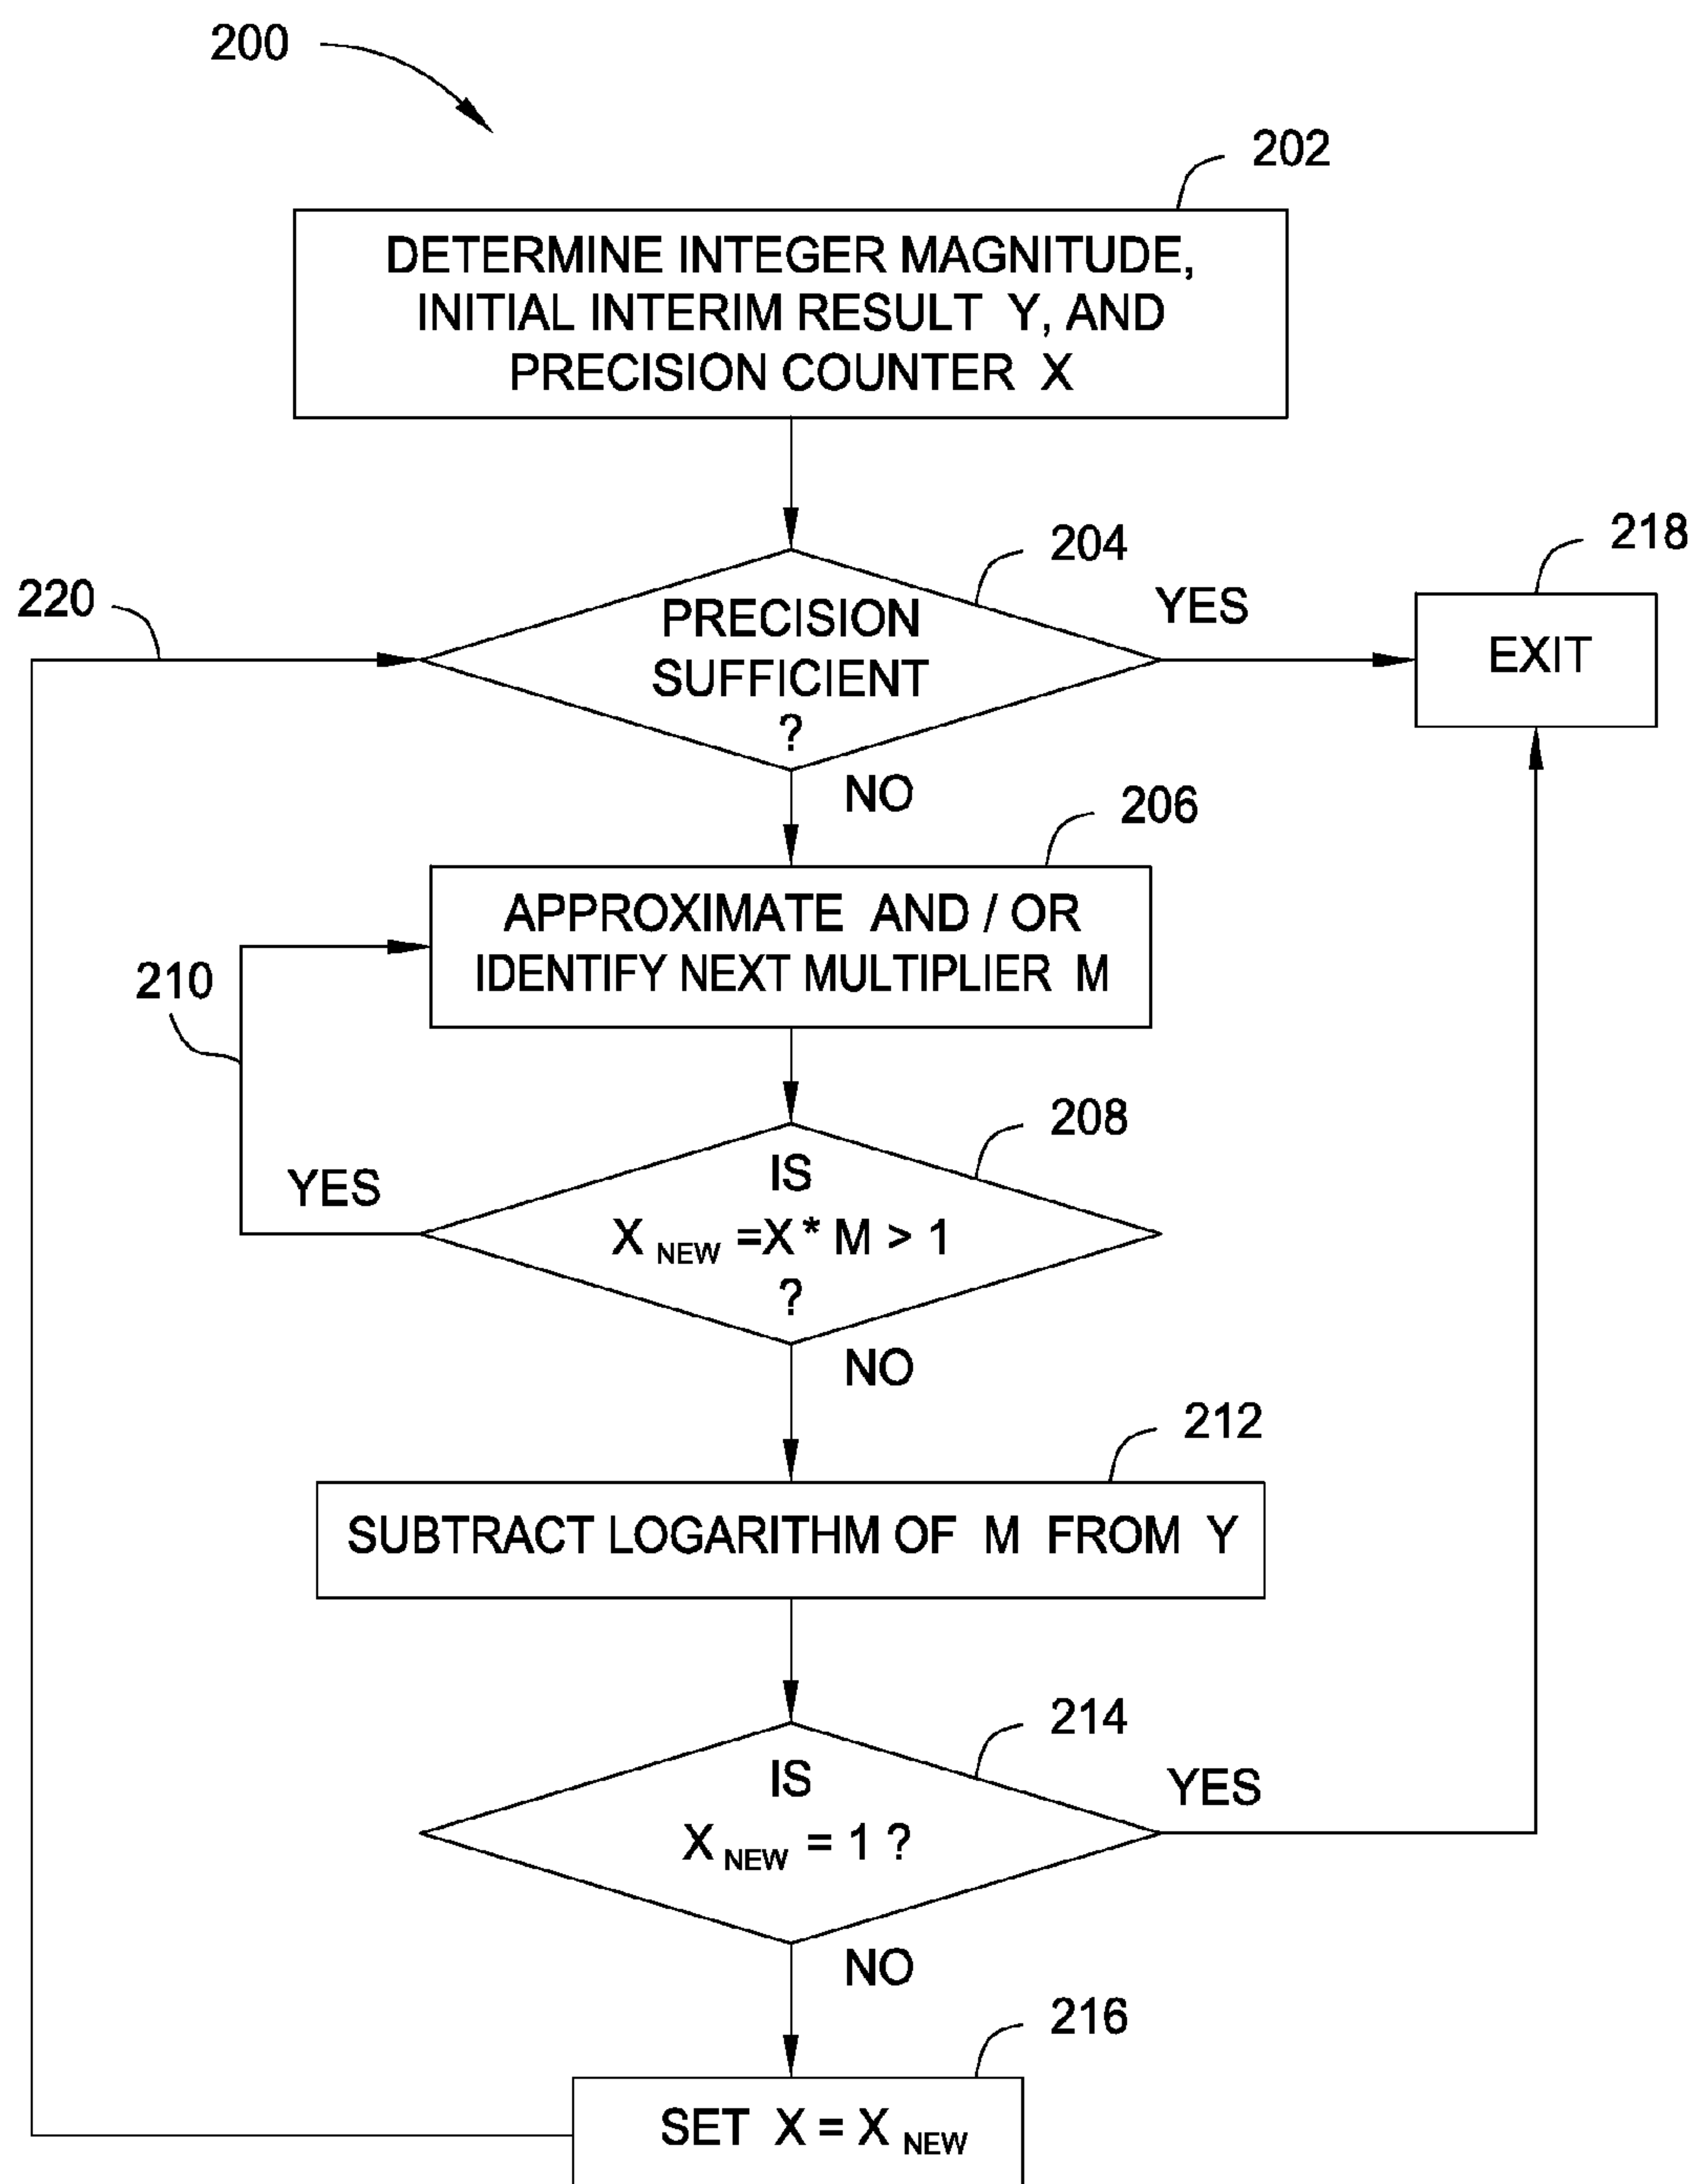 200
202
DETERMINE INTEGER MAGNITUDE,
INITIAL INTERIM RESULT Y, AND
PRECISION COUNTER X
204
218
220
PRECISION
SUFFICIENT
?
YES
EXIT
NO
206
APPROXIMATE AND / OR
IDENTIFY NEXT MULTIPLIER M
210
208
YES
IS
X NEW =X * M > 1
?
NO
212
SUBTRACT LOGARITHM OF M FROM Y
214
IS
X NEW = 1 ?
YES
NO
216
SET X = X NEW